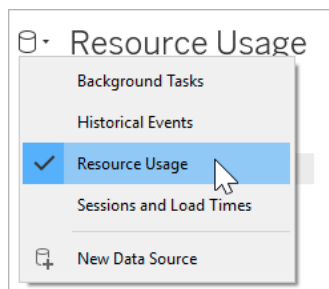 Resource Usage
Background Tasks
Historical Events
Resource Usage
Sessions and Load Times
New Data Source